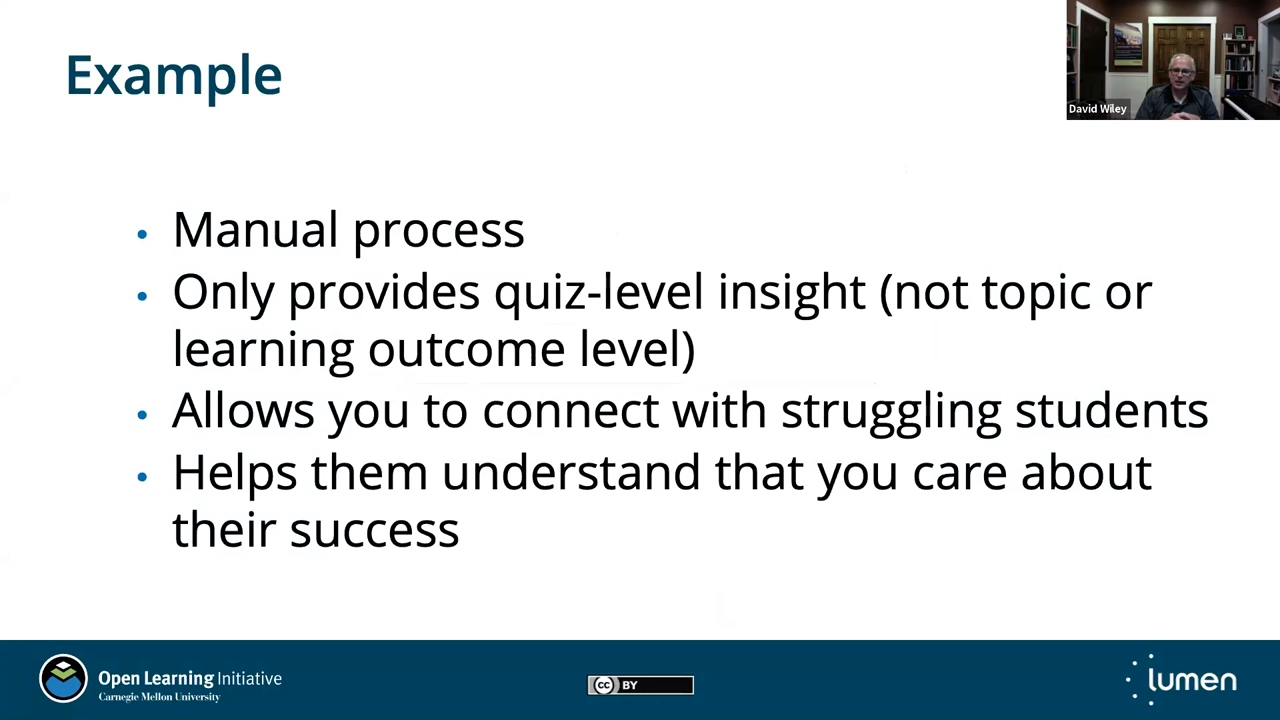 Example
David Wiley
• Manual process
• Only provides quiz-level insight (not topic or
learning outcome level)
• Allows you to connect with struggling students
• Helps them understand that you care about
their success
Open Learning Initiative
Carnegie Mellon University
cc BY
lumen